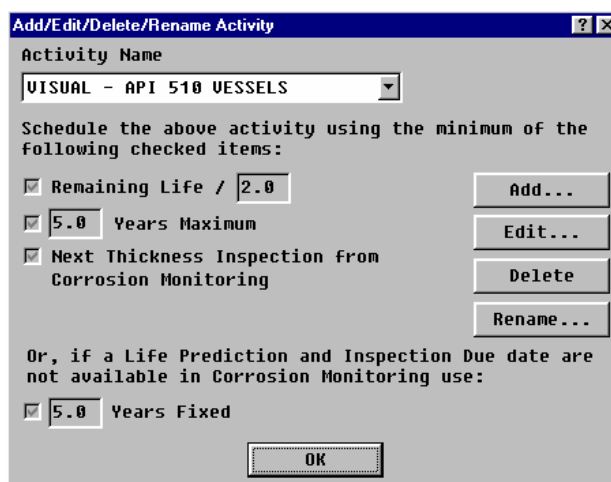 Add/Edit/Delete/Rename Activity
Activity Name
VISUAL - API 510 VESSELS
Schedule the above activity using the minimum of the
following checked items:
Remaining Life / 2.0
Add...
5.0 Years Maximum
Edit...
Next Thickness Inspection from
Corrosion Monitoring
Delete
Rename...
Or, if a Life Prediction and Inspection Due date are
not available in Corrosion Monitoring use:
5.0 Years Fixed
OK